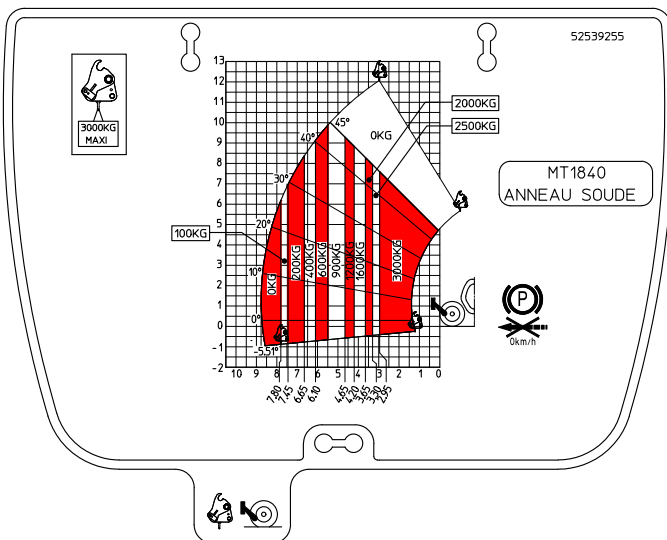 52539255
3000KG
MAXI
13
12
11
10
9
8
7
6
5
4
3
2
1
0
-1
-2
10 9 8 7 6 5 4 3 2 1 0
7.80 7.45 6.65 6.10 4.65 4.20 3.65 3.30 2.95
45°
40°
30°
20°
10°
0°
-5.51°
0KG
2000KG
2500KG
100KG
0KG
200KG
400KG
600KG
900KG
1200KG
1600KG
3000KG
MT1840
ANNEAU SOUDE
P
0km/h